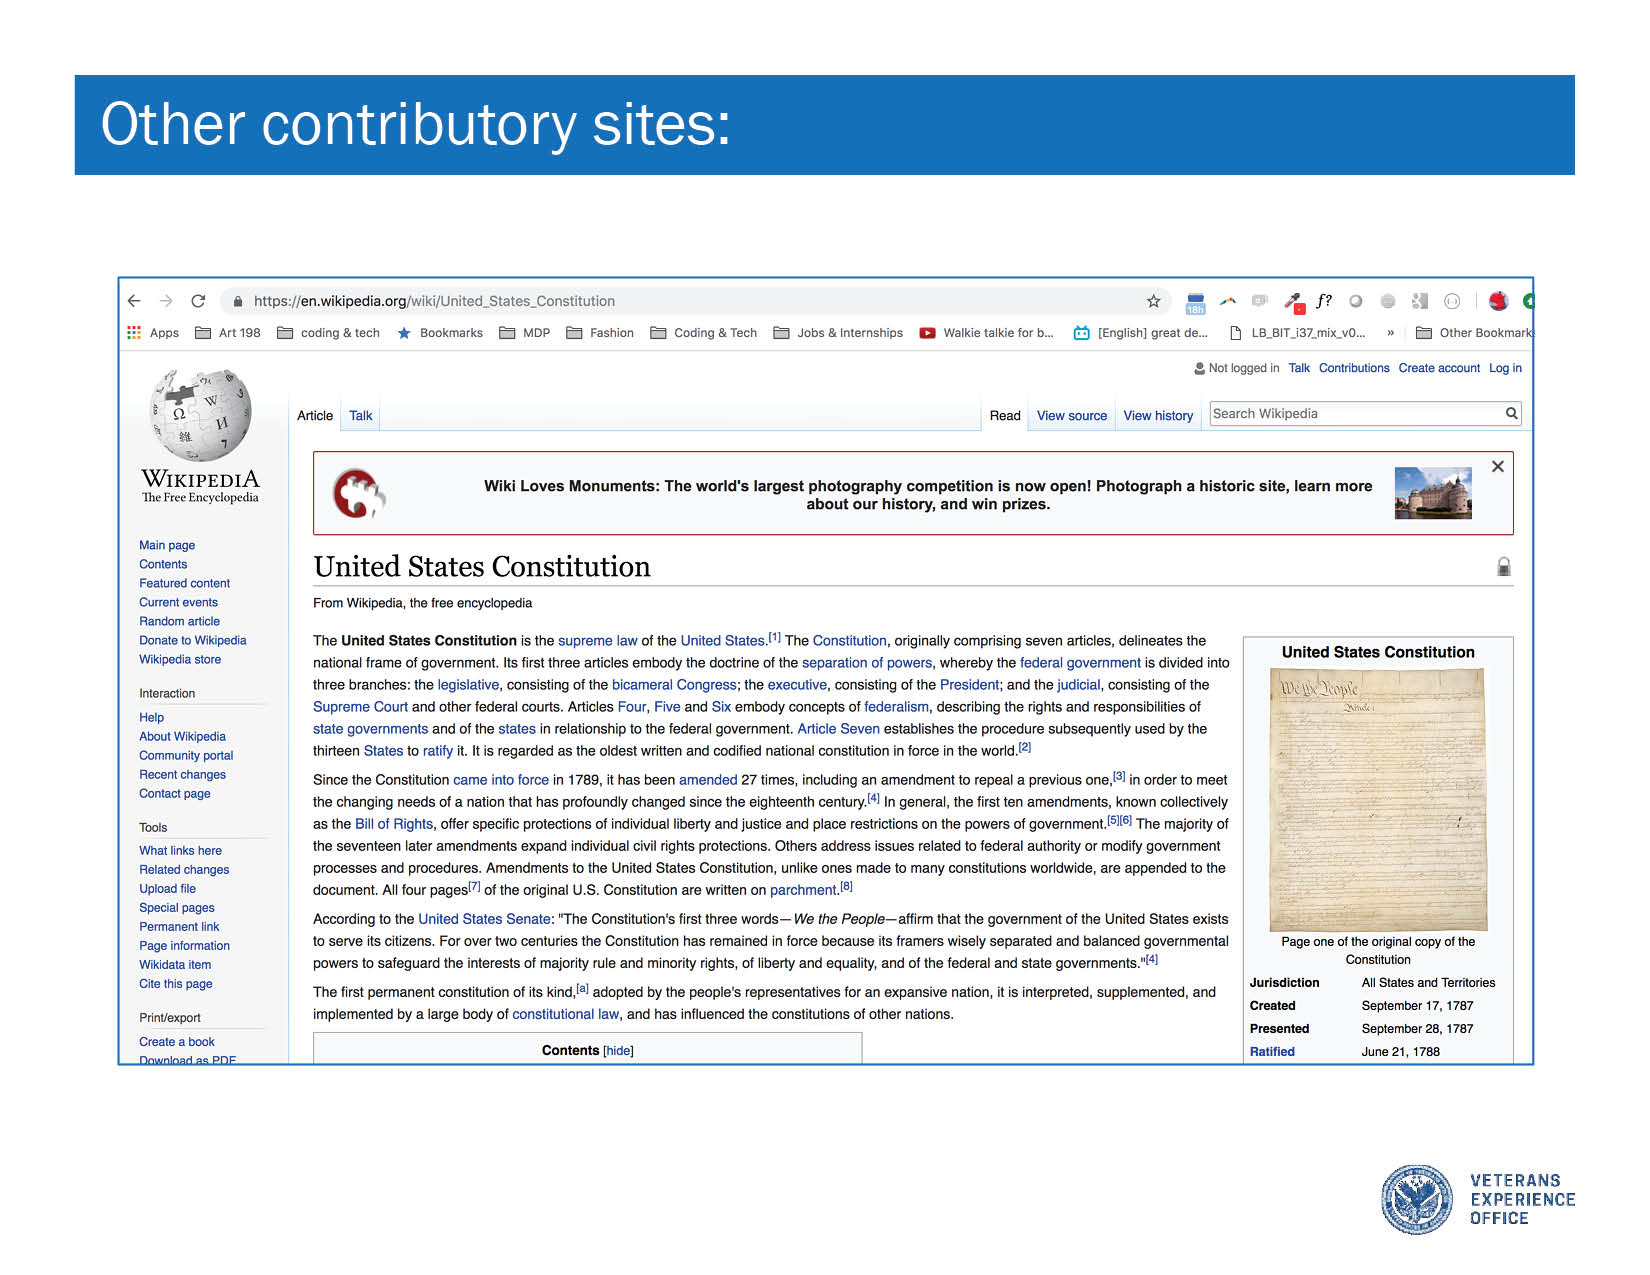 Other contributory sites:
https://en.wikipedia.org/wiki/United_States_Constitution
18h
f?
Apps
Art 198
coding & tech
Bookmarks
MDP
Fashion
Coding & Tech
Jobs & Internships
Walkie talkie for b...
[English] great de...
LB_BIT_i37_mix_v0...
»
Other Bookmark
Not logged in Talk Contributions Create account Log in
WIKIPEDIA
The Free Encyclopedia
Article Talk
Read View source View history
Search Wikipedia
Wiki Loves Monuments: The world's largest photography competition is now open! Photograph a historic site, learn more
about our history, and win prizes.
Main page
Contents
Featured content
Current events
Random article
Donate to Wikipedia
Wikipedia store
Interaction
Help
About Wikipedia
Community portal
Recent changes
Contact page
Tools
What links here
Related changes
Upload file
Special pages
Permanent link
Page information
Wikidata item
Cite this page
Print/export
Create a book
Download as PDF
United States Constitution
From Wikipedia, the free encyclopedia
The United States Constitution is the supreme law of the United States.[1] The Constitution, originally comprising seven articles, delineates the
national frame of government. Its first three articles embody the doctrine of the separation of powers, whereby the federal government is divided into
three branches: the legislative, consisting of the bicameral Congress; the executive, consisting of the President; and the judicial, consisting of the
Supreme Court and other federal courts. Articles Four, Five and Six embody concepts of federalism, describing the rights and responsibilities of
state governments and of the states in relationship to the federal government. Article Seven establishes the procedure subsequently used by the
thirteen States to ratify it. It is regarded as the oldest written and codified national constitution in force in the world.[2]
Since the Constitution came into force in 1789, it has been amended 27 times, including an amendment to repeal a previous one,[3] in order to meet
the changing needs of a nation that has profoundly changed since the eighteenth century.[4] In general, the first ten amendments, known collectively
as the Bill of Rights, offer specific protections of individual liberty and justice and place restrictions on the powers of government.[5][6] The majority of
the seventeen later amendments expand individual civil rights protections. Others address issues related to federal authority or modify government
processes and procedures. Amendments to the United States Constitution, unlike ones made to many constitutions worldwide, are appended to the
document. All four pages[7] of the original U.S. Constitution are written on parchment.[8]
According to the United States Senate: "The Constitution's first three words—We the People—affirm that the government of the United States exists
to serve its citizens. For over two centuries the Constitution has remained in force because its framers wisely separated and balanced governmental
powers to safeguard the interests of majority rule and minority rights, of liberty and equality, and of the federal and state governments."[4]
The first permanent constitution of its kind,[a] adopted by the people's representatives for an expansive nation, it is interpreted, supplemented, and
implemented by a large body of constitutional law, and has influenced the constitutions of other nations.
Contents [hide]
United States Constitution
We the People
Page one of the original copy of the
Constitution
Jurisdiction All States and Territories
Created September 17, 1787
Presented September 28, 1787
Ratified June 21, 1788
VETERANS
EXPERIENCE
OFFICE